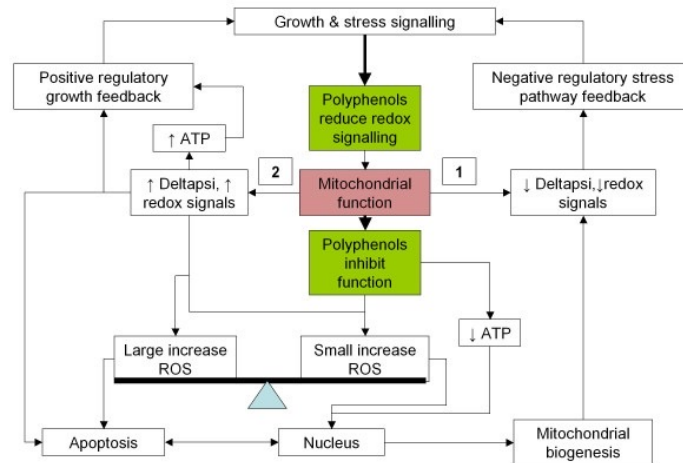 Growth & stress signalling
Positive regulatory
growth feedback
Polyphenols
reduce redox
signalling
Negative regulatory stress
pathway feedback
↑ ATP
↑ Deltapsi, ↑
redox signals
2
Mitochondrial
function
1
↓ Deltapsi,↓redox
signals
Polyphenols
inhibit
function
↓ ATP
Large increase
ROS
Small increase
ROS
Apoptosis
Nucleus
Mitochondrial
biogenesis